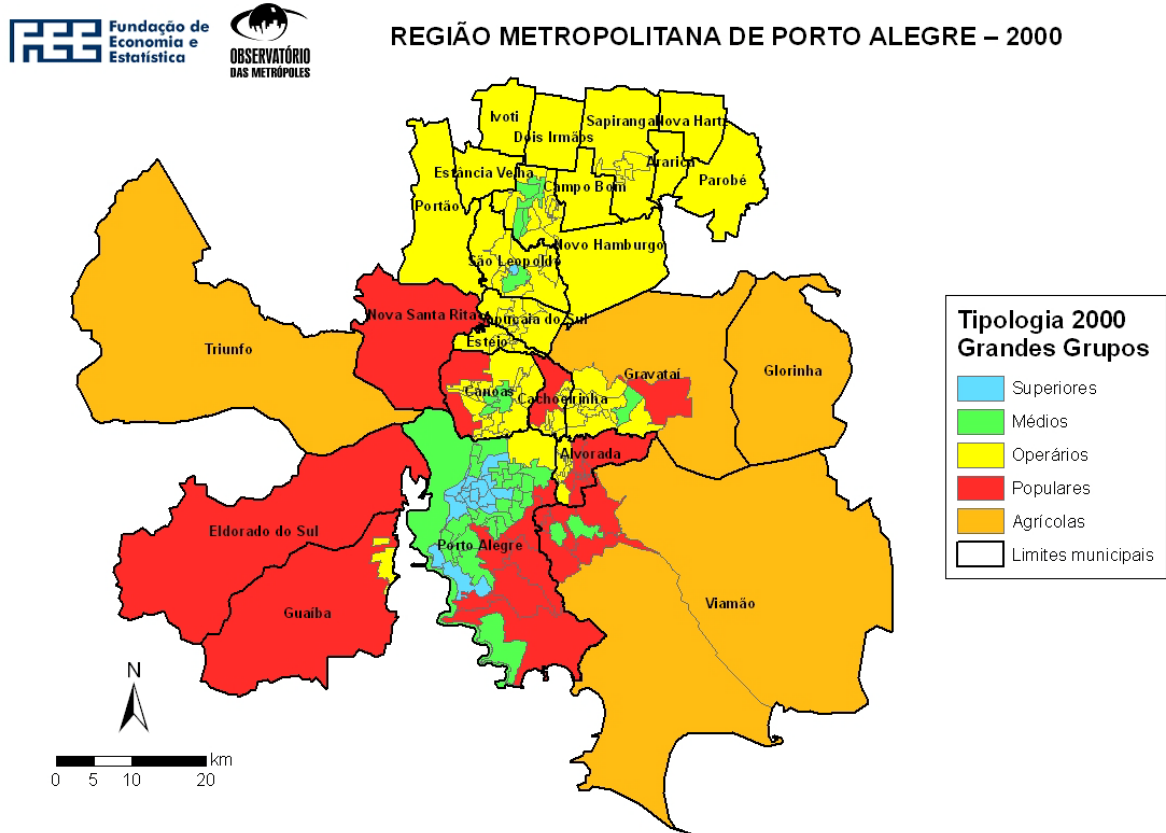 FEE Fundação de
Economia e
Estatística
OBSERVATÓRIO
DAS METRÓPOLES
REGIÃO METROPOLITANA DE PORTO ALEGRE – 2000
Ivoti
Dois Irmãos
Sapiranga
Nova Hartz
Estância Velha
Campo Bom
Araricá
Parobé
Portão
Novo Hamburgo
São Leopoldo
Nova Santa Rita
Sapucaia do Sul
Esteio
Triunfo
Gravataí
Glorinha
Canoas
Cachoeirinha
Alvorada
Eldorado do Sul
Porto Alegre
Guaíba
Viamão
Tipologia 2000
Grandes Grupos
Superiores
Médios
Operários
Populares
Agrícolas
Limites municipais
N
km
0 5 10 20